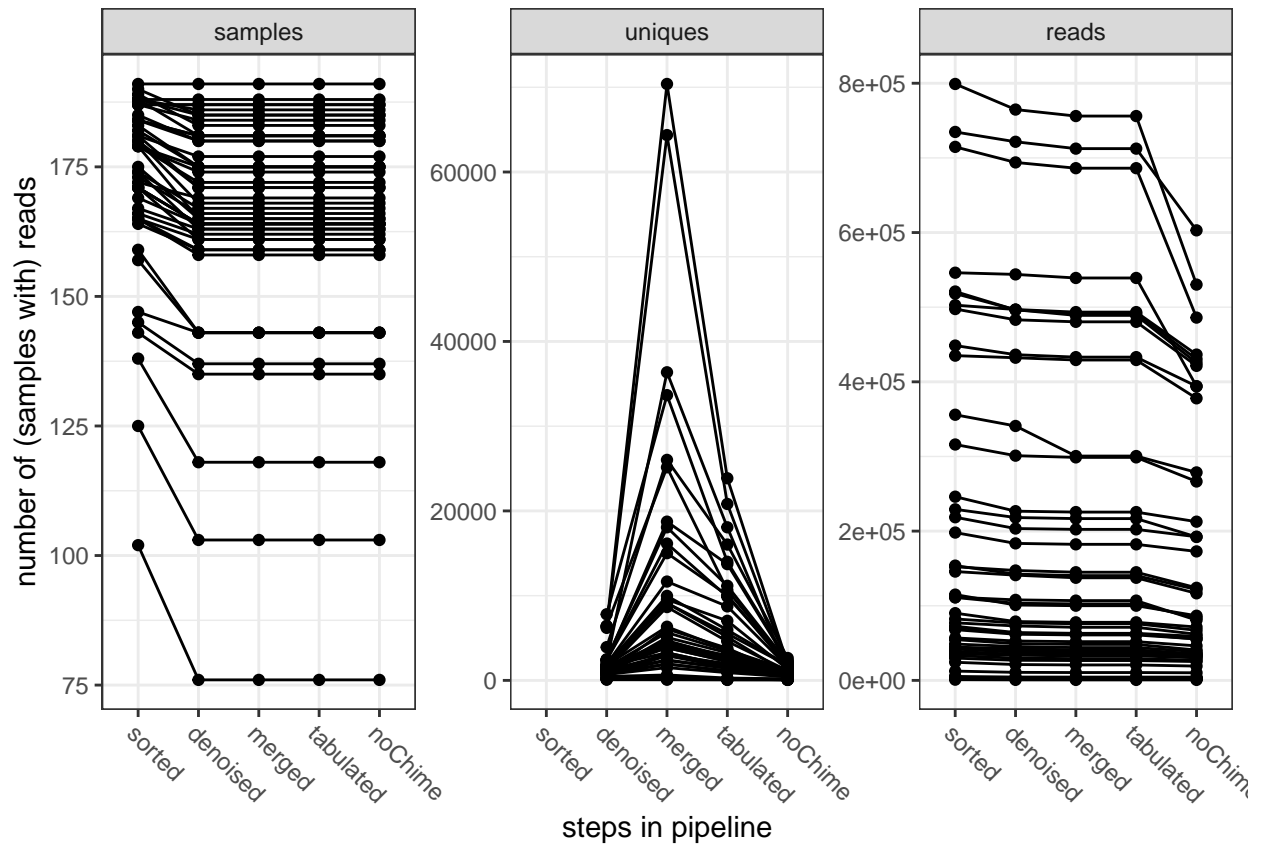 samples
uniques
reads
number of (samples with) reads
175
150
125
100
75
60000
40000
20000
0
8e+05
6e+05
4e+05
2e+05
0e+00
sorted
denoised
merged
tabulated
noChime
sorted
denoised
merged
tabulated
noChime
sorted
denoised
merged
tabulated
noChime
steps in pipeline